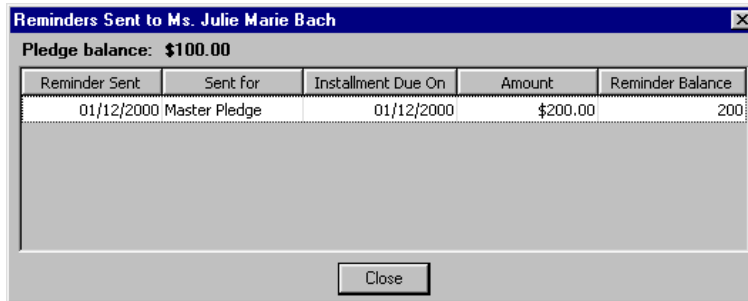 Reminders Sent to Ms. Julie Marie Bach
Pledge balance: $100.00
Reminder Sent Sent for Installment Due On Amount Reminder Balance
01/12/2000 Master Pledge 01/12/2000 $200.00 200
Close